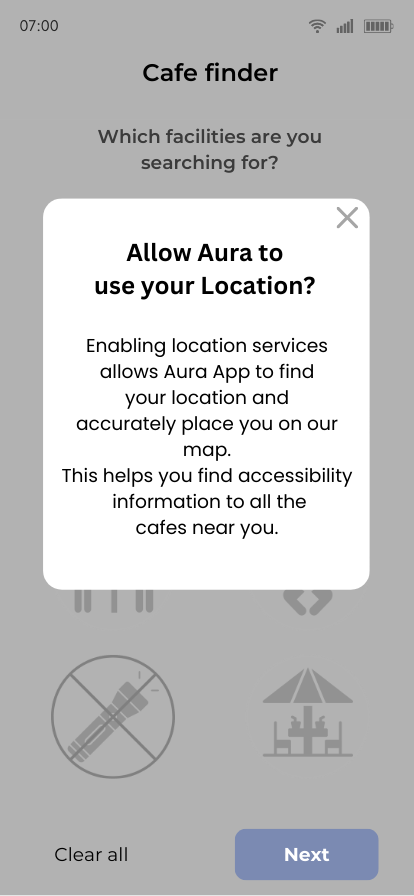 07:00
Cafe finder
Which facilities are you
searching for?
Allow Aura to
use your Location?
Enabling location services
allows Aura App to find
your location and
accurately place you on our
map.
This helps you find accessibility
information to all the
cafes near you.
Clear all
Next